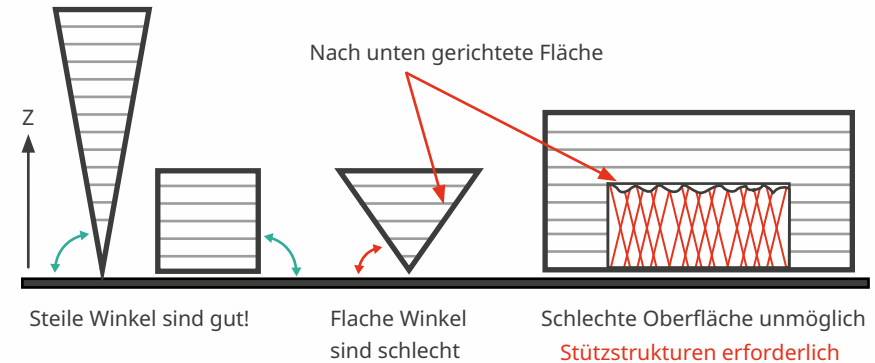 Nach unten gerichtete Fläche
Z
Steile Winkel sind gut!
Flache Winkel
sind schlecht
Schlechte Oberfläche unmöglich
Stützstrukturen erforderlich